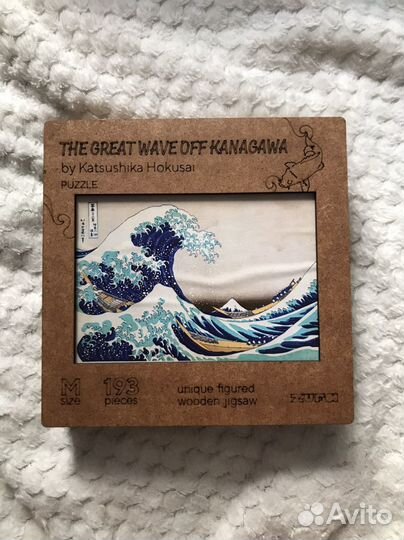 THE GREAT WAVE OFF KANAGAWA
by Katsushika Hokusai
PUZZLE
M
size
193
pieces
unique figured
wooden jigsaw
Avito